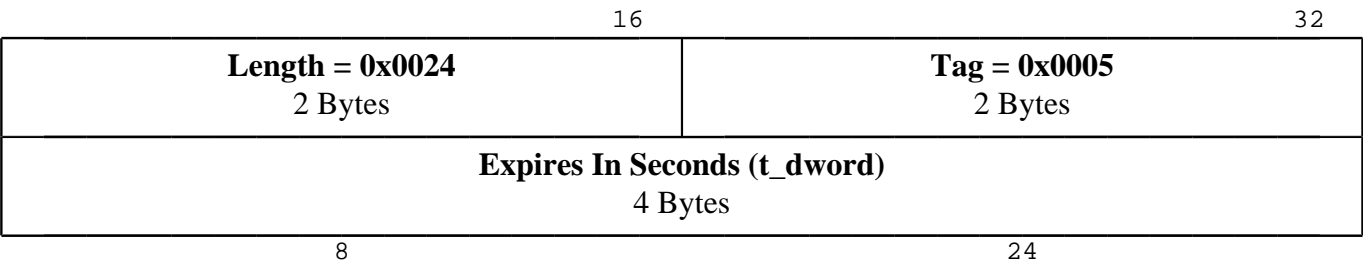 16 32
Length = 0x0024 Tag = 0x0005
2 Bytes 2 Bytes
Expires In Seconds (t_dword)
4 Bytes
8 24